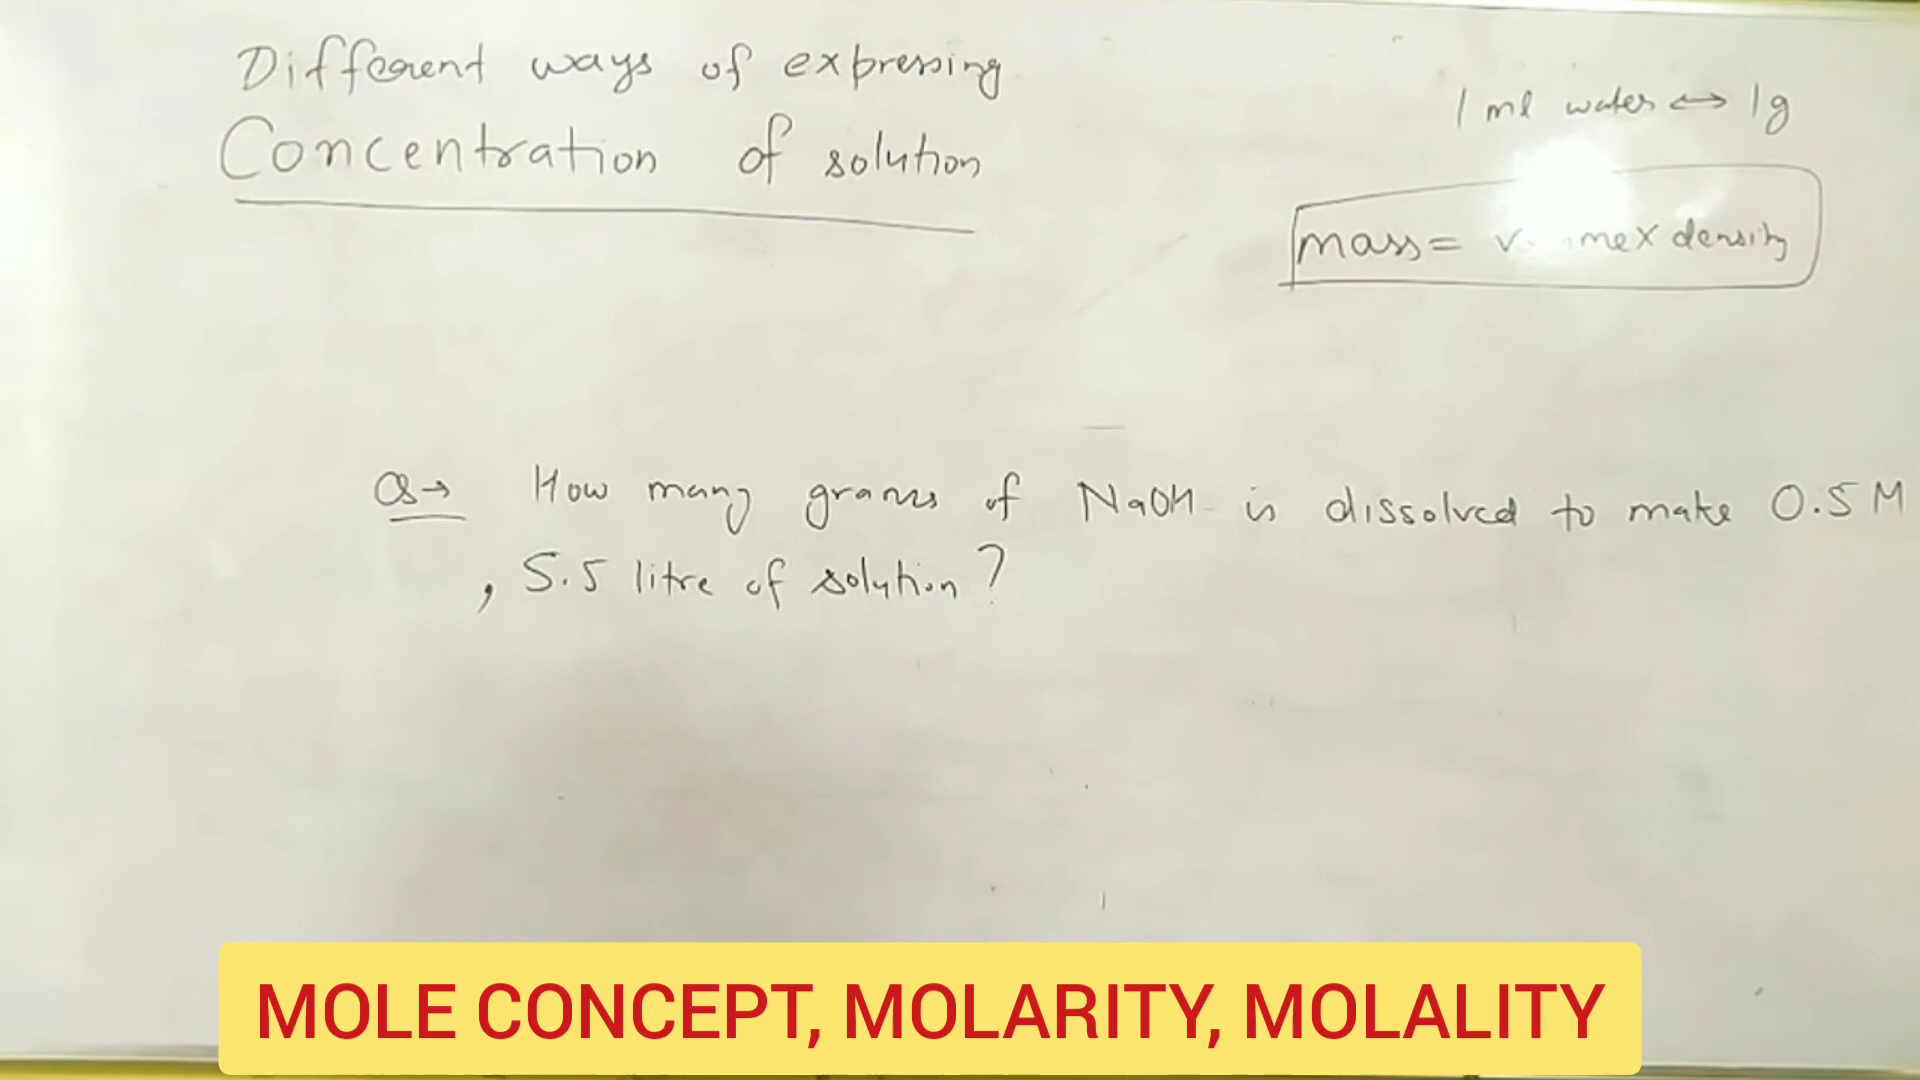 Different ways of expressing
Concentration of solution
1 ml water ↔ 1g
mass = volume x density
Q→ How many grams of NaOH is dissolved to make 0.5 M
, 5.5 litre of solution?
MOLE CONCEPT, MOLARITY, MOLALITY